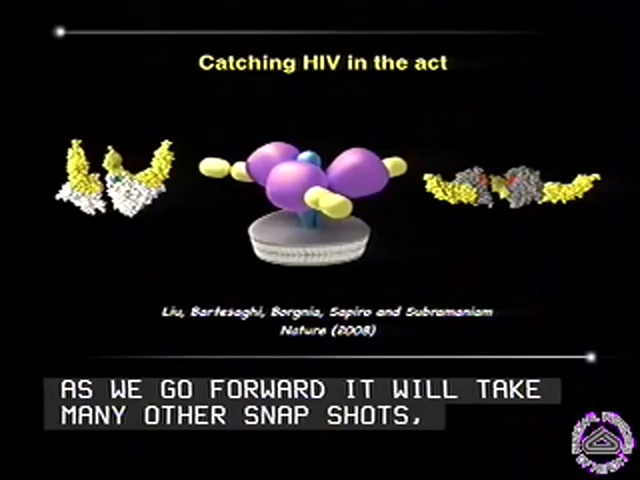 Catching HIV in the act
Liu, Bartesaghi, Borgnia, Sapiro and Subramaniam
Nature (2008)
AS WE GO FORWARD IT WILL TAKE
MANY OTHER SNAP SHOTS,